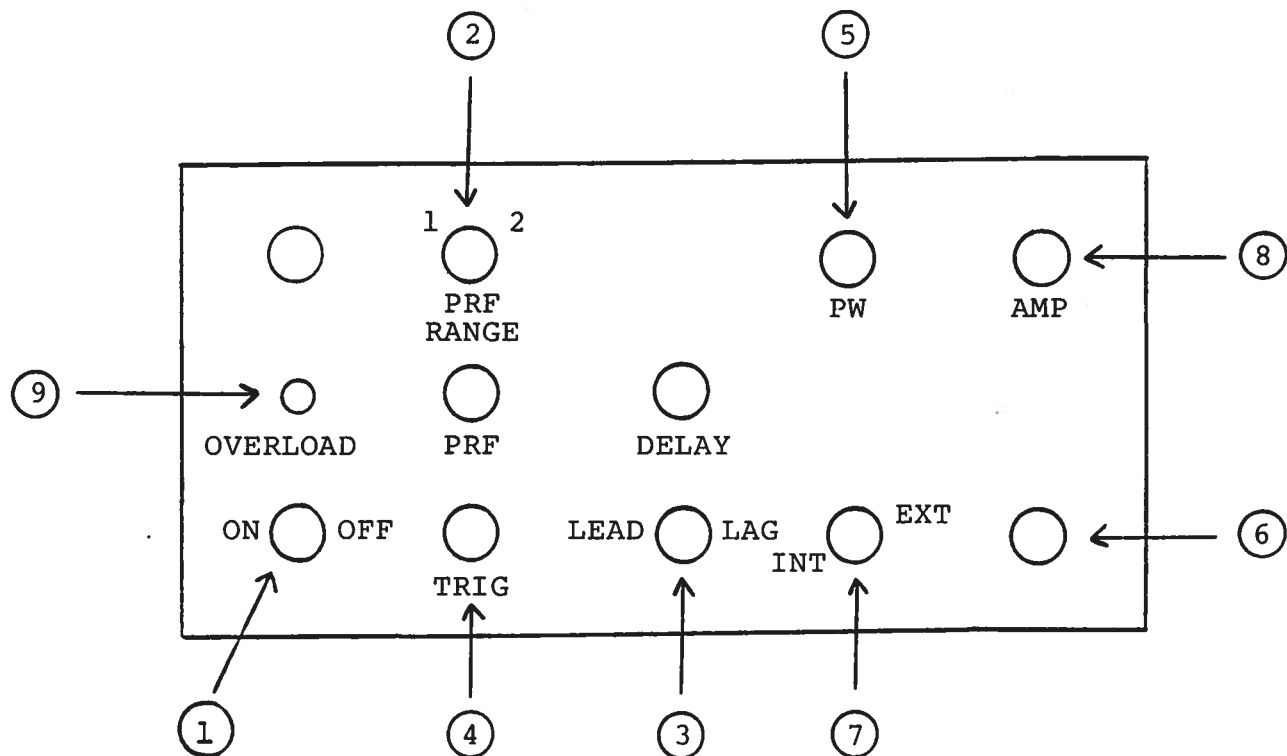 2 5
1 2
PRF
RANGE
PW AMP 8
9
OVERLOAD PRF DELAY
ON OFF LEAD LAG INT EXT 6
TRIG
1 4 3 7